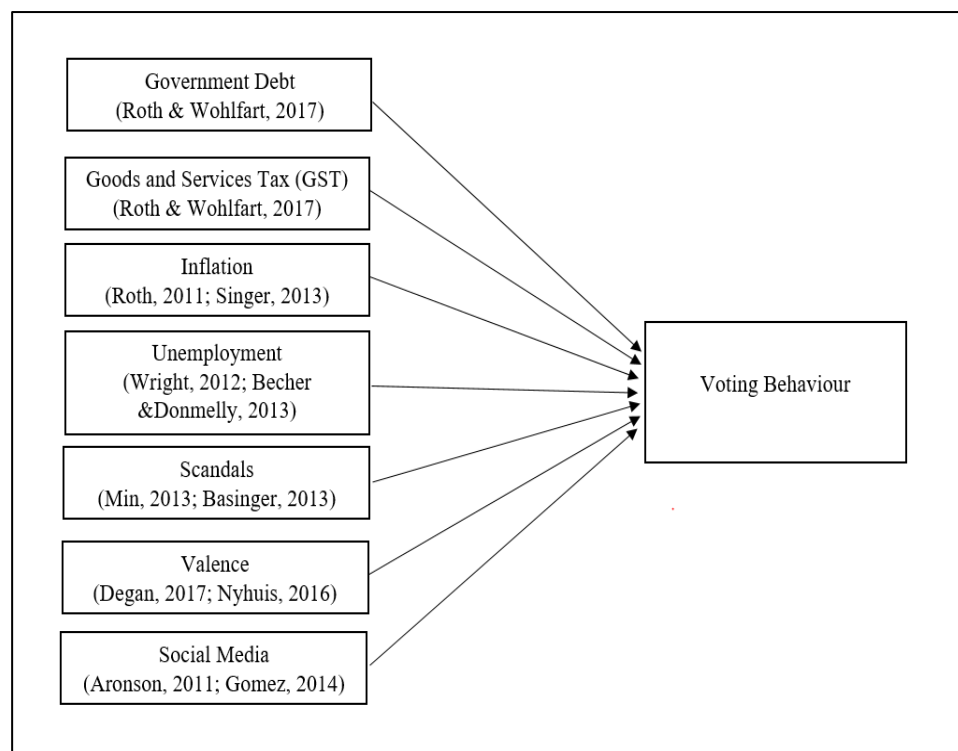 Government Debt
(Roth & Wohlfart, 2017)
Goods and Services Tax (GST)
(Roth & Wohlfart, 2017)
Inflation
(Roth, 2011; Singer, 2013)
Unemployment
(Wright, 2012; Becher
&Donmelly, 2013)
Scandals
(Min, 2013; Basinger, 2013)
Valence
(Degan, 2017; Nyhuis, 2016)
Social Media
(Aronson, 2011; Gomez, 2014)
Voting Behaviour